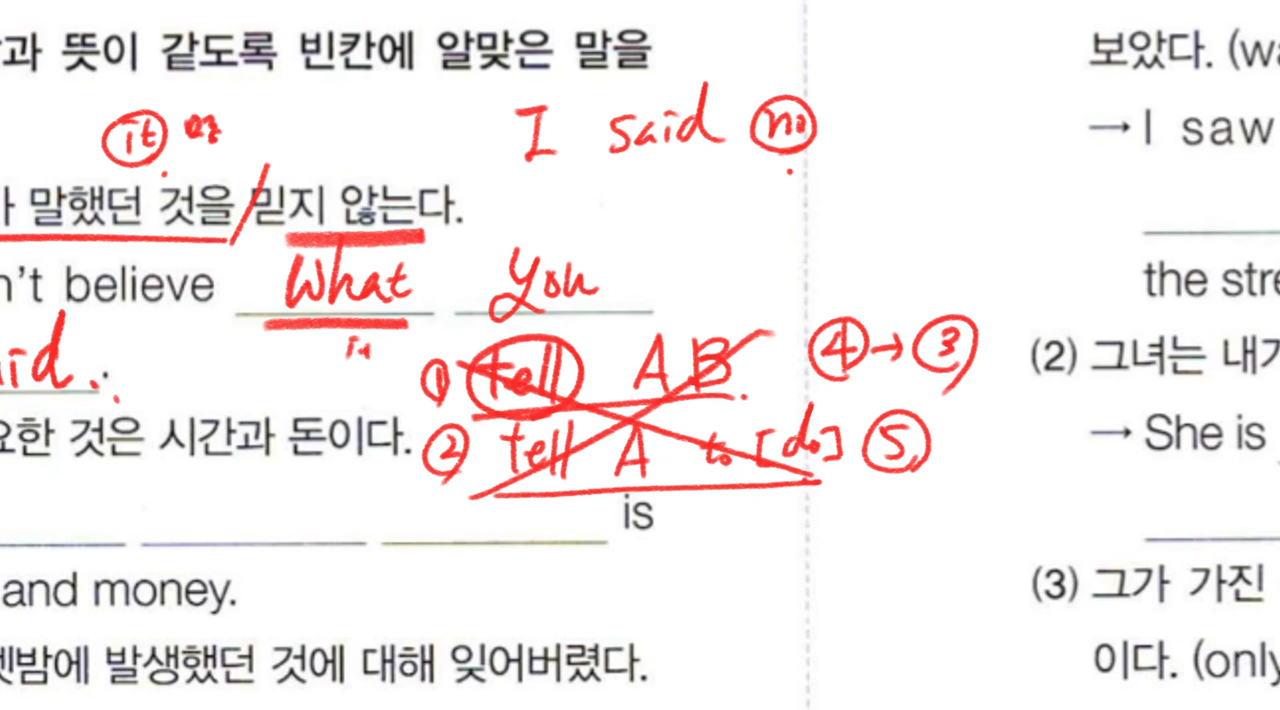 과 뜻이 같도록 빈칸에 알맞은 말을
it
I said no
말했던 것을 / 믿지 않는다.
n't believe What you
id.
① tell A B ④→③
요한 것은 시간과 돈이다.
② tell A to [do] ⑤
is
and money.
밤에 발생했던 것에 대해 잊어버렸다.
보았다. (wa
→ I saw
the stre
(2) 그녀는 내가
→ She is
(3) 그가 가진
이다. (only